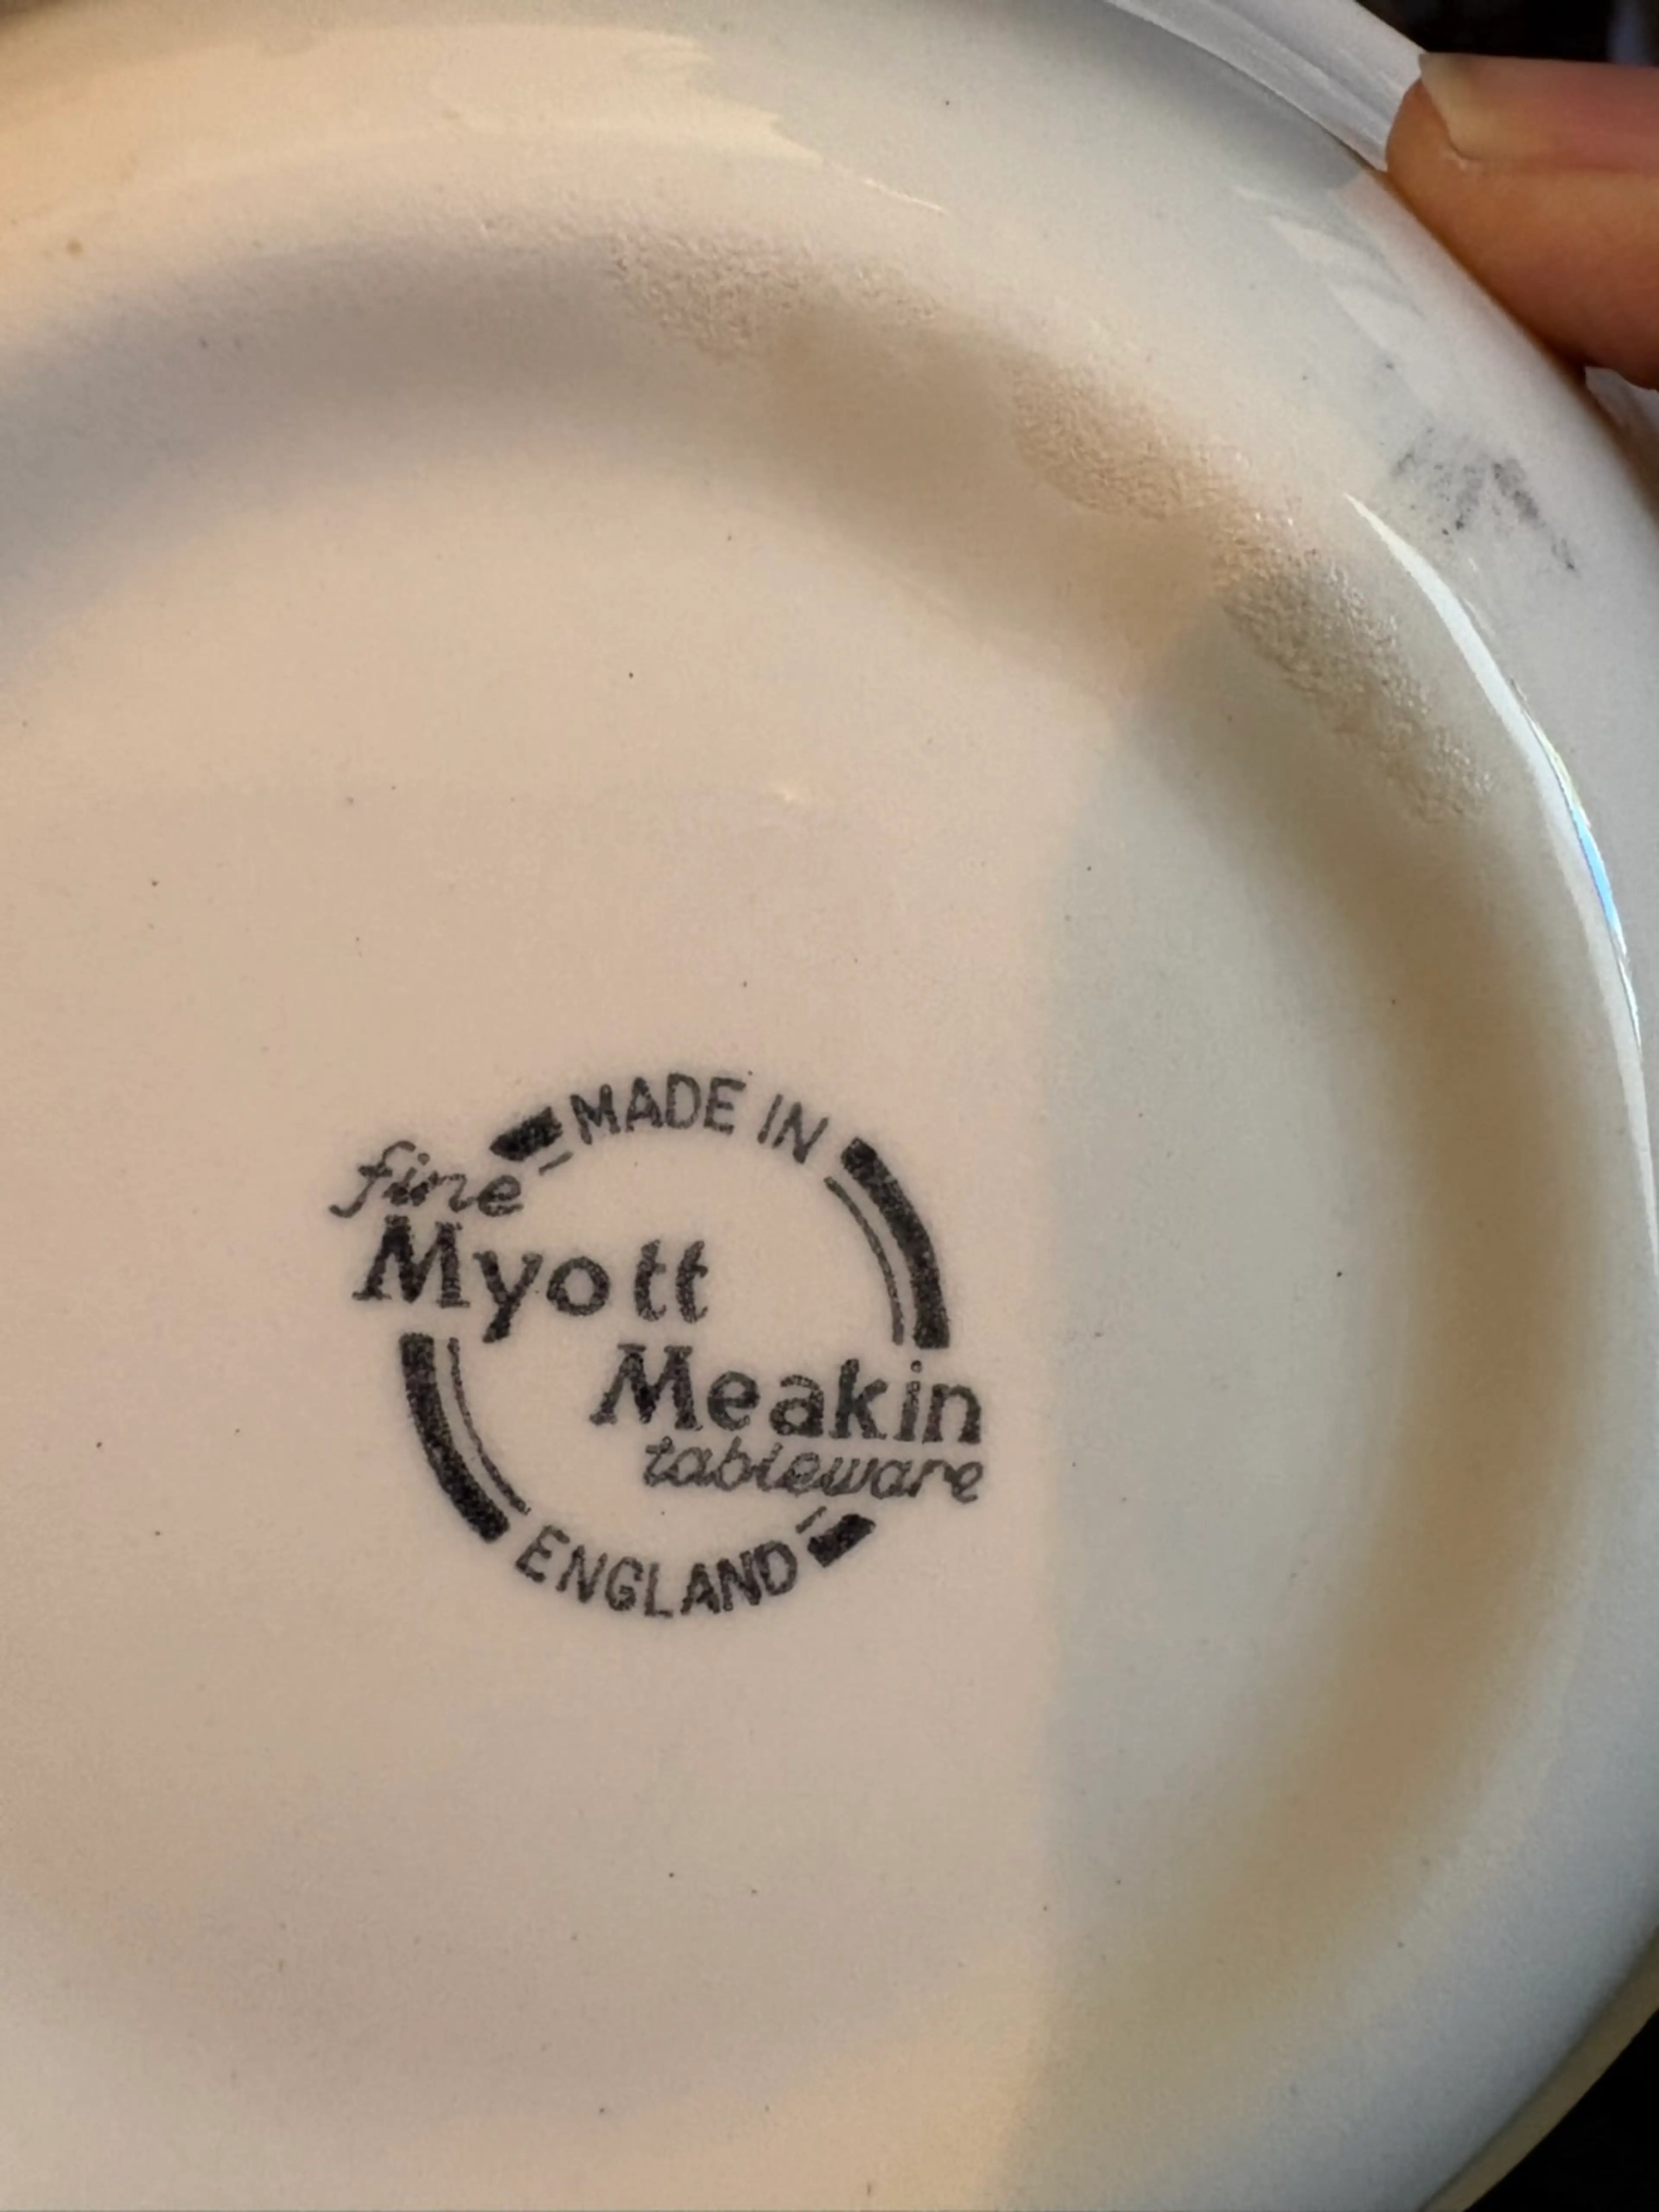 MADE IN
fine
Myott
Meakin
tableware
ENGLAND